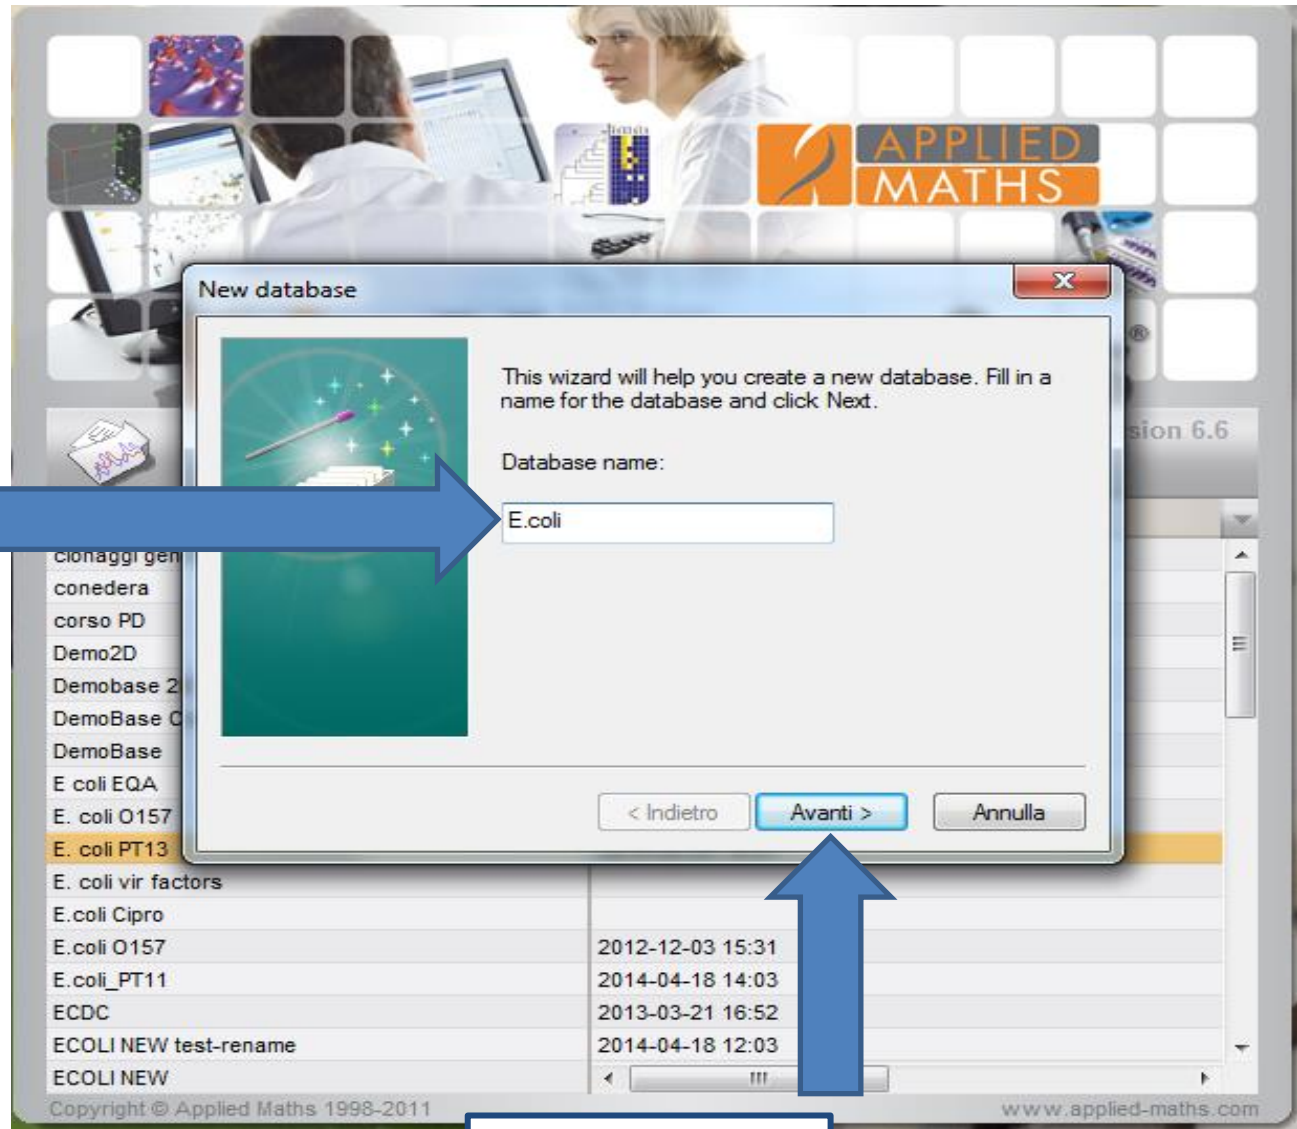 APPLIED
MATHS
New database
This wizard will help you create a new database. Fill in a
name for the database and click Next.
®
sion 6.6
Database name:
E.coli
clonaggi gen
conedera
corso PD
Demo2D
Demobase 2
DemoBase C
DemoBase
E coli EQA
E. coli O157
< Indietro Avanti > Annulla
E. coli PT13
E. coli vir factors
E.coli Cipro
E.coli O157 2012-12-03 15:31
E.coli_PT11 2014-04-18 14:03
ECDC 2013-03-21 16:52
ECOLI NEW test-rename 2014-04-18 12:03
ECOLI NEW
Copyright © Applied Maths 1998-2011 www.applied-maths.com